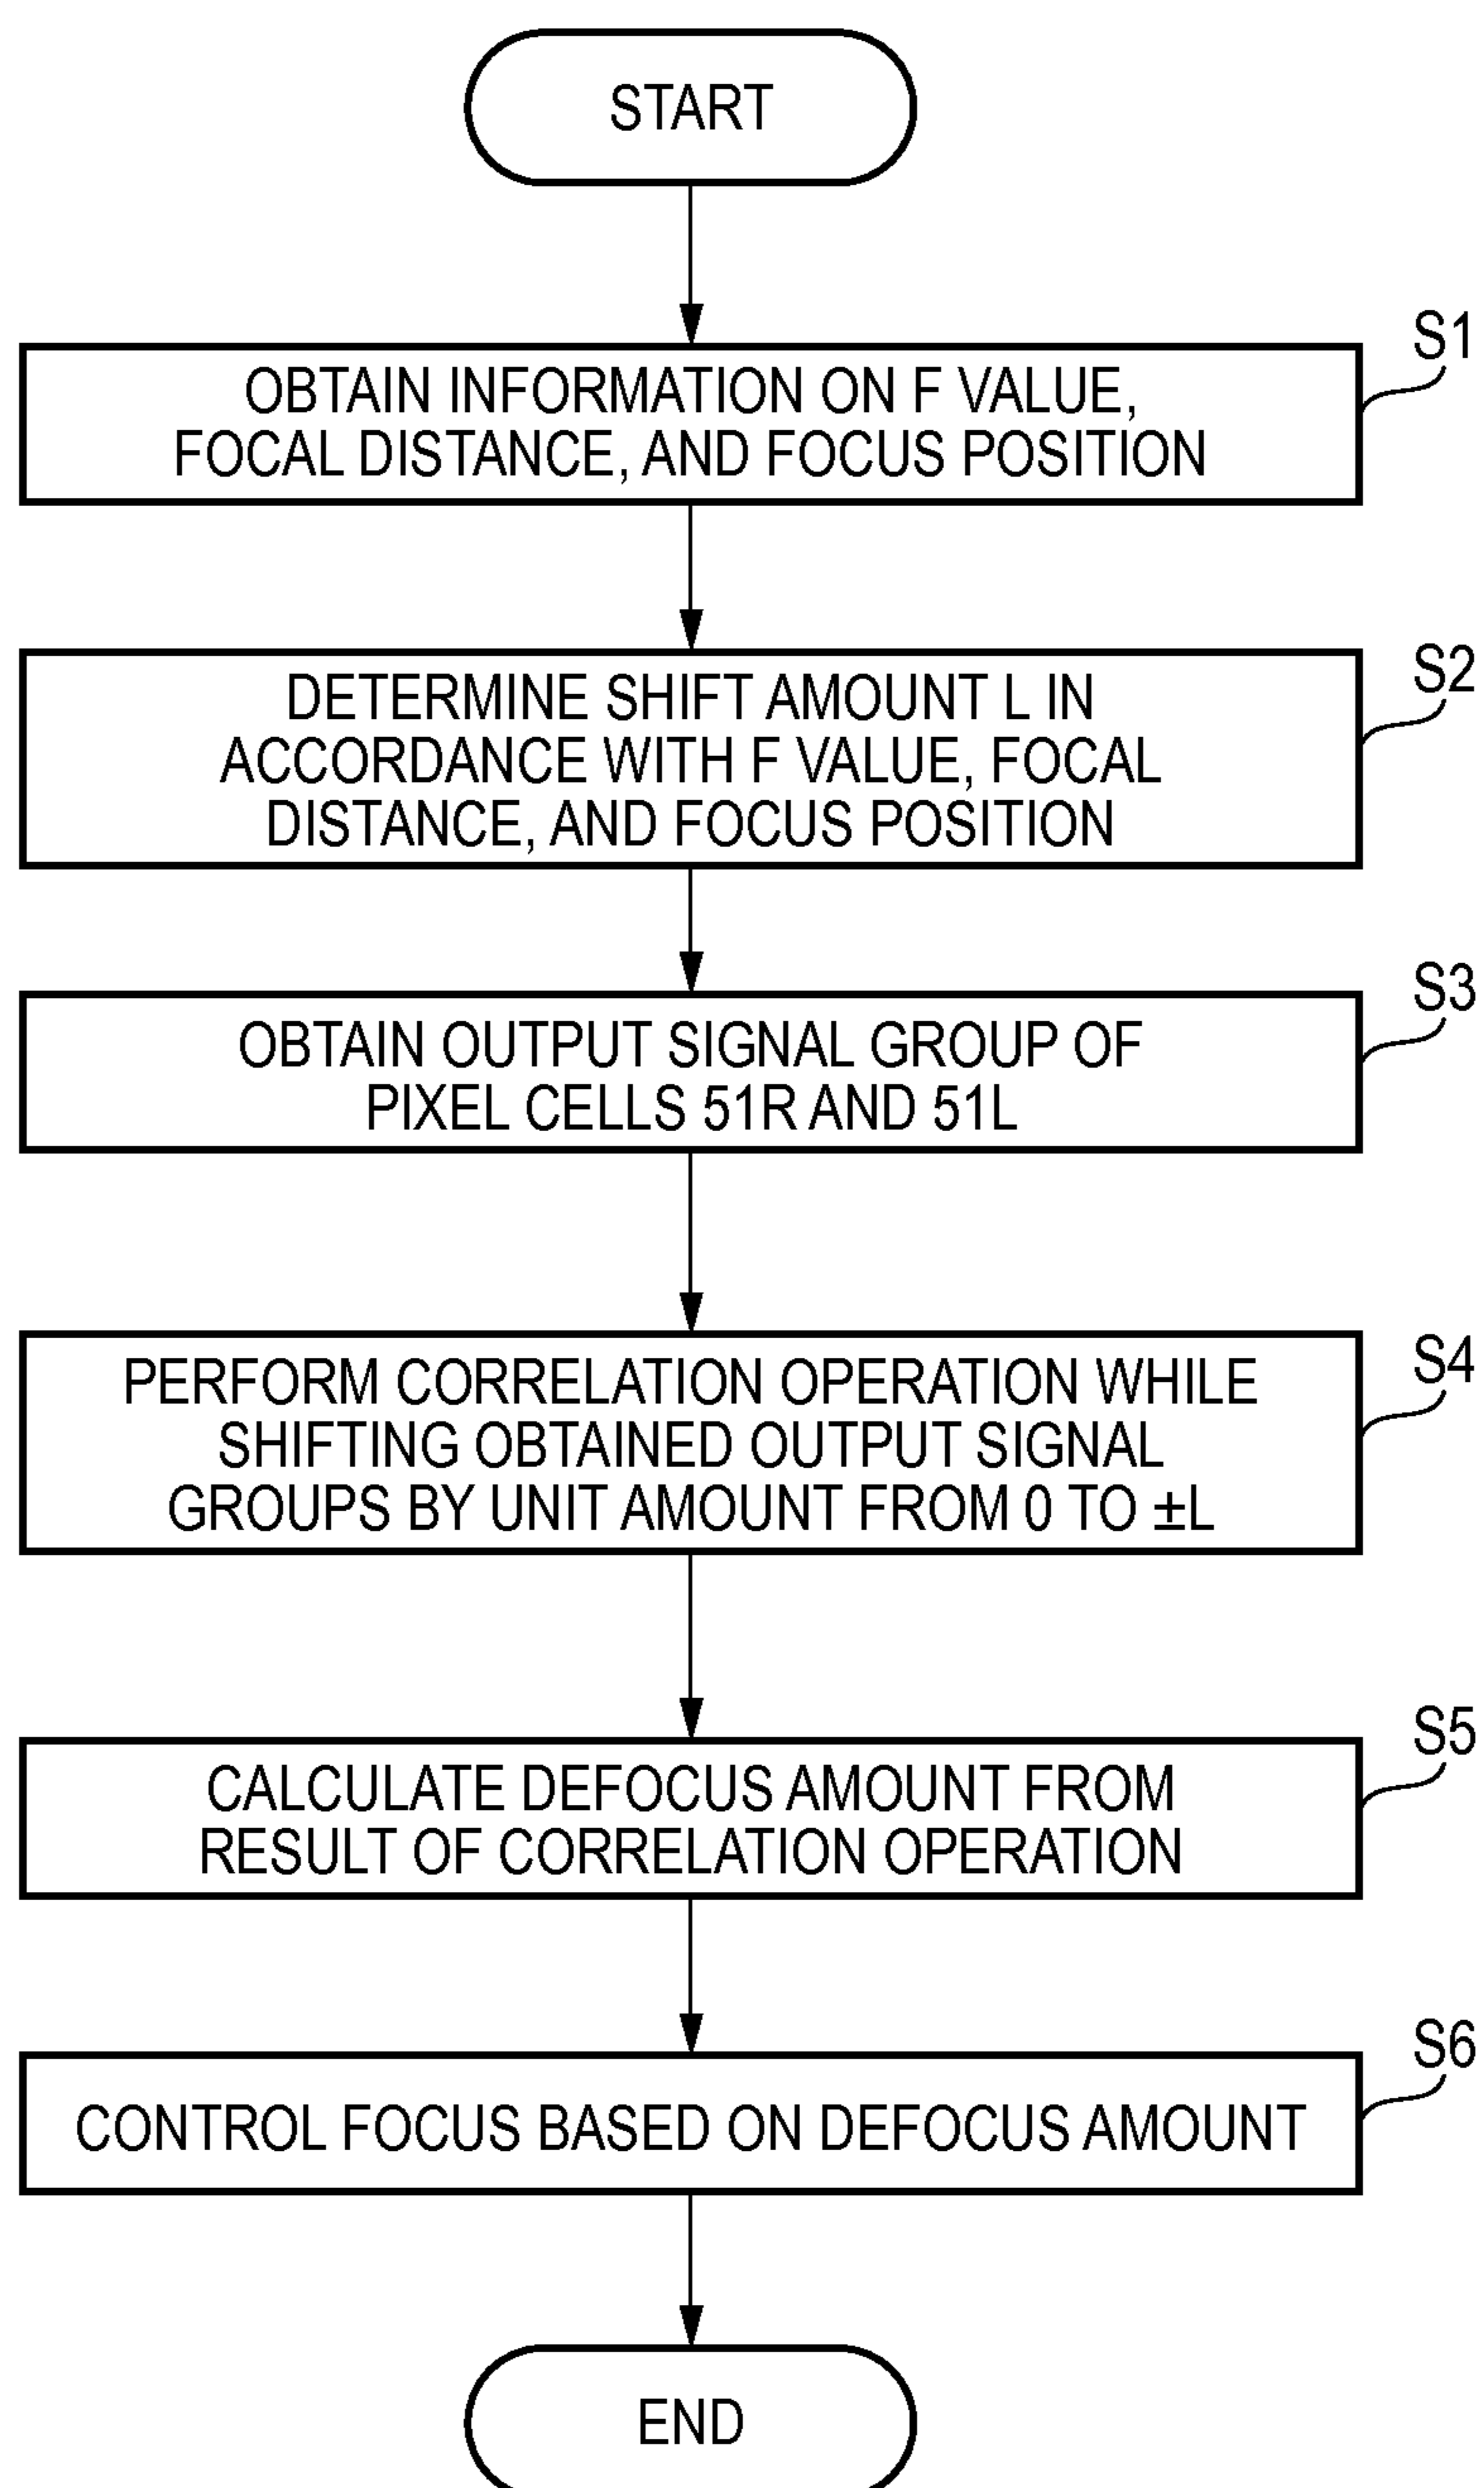 START
S1
OBTAIN INFORMATION ON F VALUE,
FOCAL DISTANCE, AND FOCUS POSITION
S2
DETERMINE SHIFT AMOUNT L IN
ACCORDANCE WITH F VALUE, FOCAL
DISTANCE, AND FOCUS POSITION
S3
OBTAIN OUTPUT SIGNAL GROUP OF
PIXEL CELLS 51R AND 51L
S4
PERFORM CORRELATION OPERATION WHILE
SHIFTING OBTAINED OUTPUT SIGNAL
GROUPS BY UNIT AMOUNT FROM 0 TO ±L
S5
CALCULATE DEFOCUS AMOUNT FROM
RESULT OF CORRELATION OPERATION
S6
CONTROL FOCUS BASED ON DEFOCUS AMOUNT
END